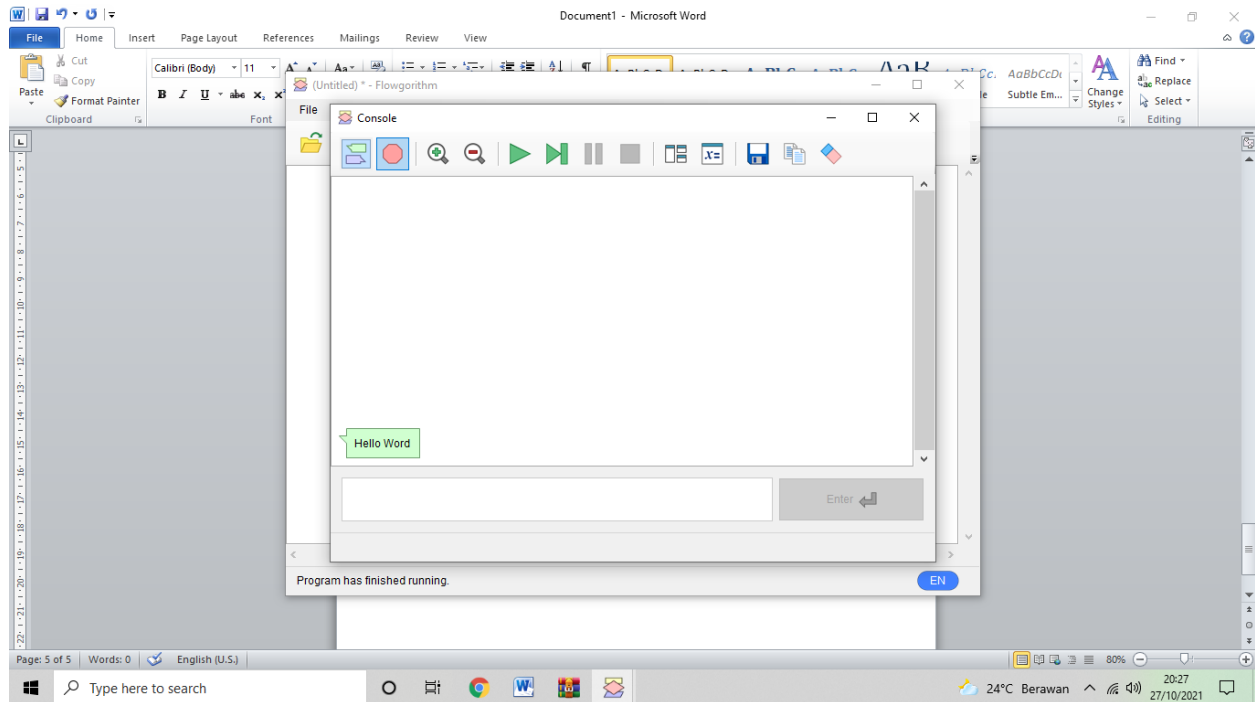 Document1 - Microsoft Word
File Home Insert Page Layout References Mailings Review View
Paste
Cut
Copy
Format Painter
Clipboard
Calibri (Body) 11
Font
Subtle Em...
AaBbCcDc
Change Styles
Find
Replace
Select
Editing
(Untitled) * - Flowgorithm
File
Console
Hello Word
Enter
Program has finished running.
EN
Page: 5 of 5 Words: 0 English (U.S.) 80%
Type here to search
24°C Berawan
20:27
27/10/2021